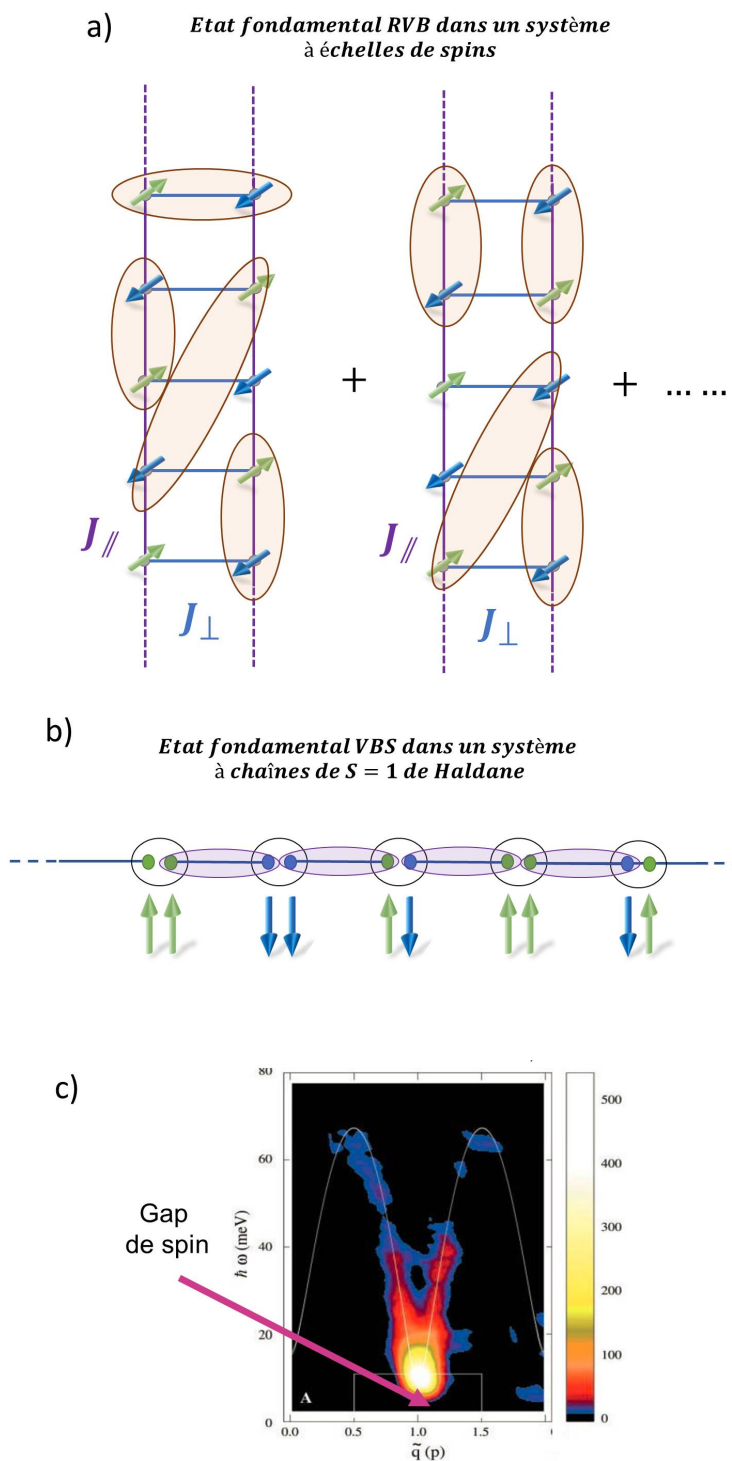 a)
Etat fondamental RVB dans un système
à échelles de spins
+
+ ... ...
J//
J⊥
J//
J⊥
b)
Etat fondamental VBS dans un système
à chaînes de S = 1 de Haldane
c)
Gap
de spin
ħ ω (meV)
80
60
40
20
0
A
0.0 0.5 1.0 1.5
q̃ (p)
500
400
300
200
100
0